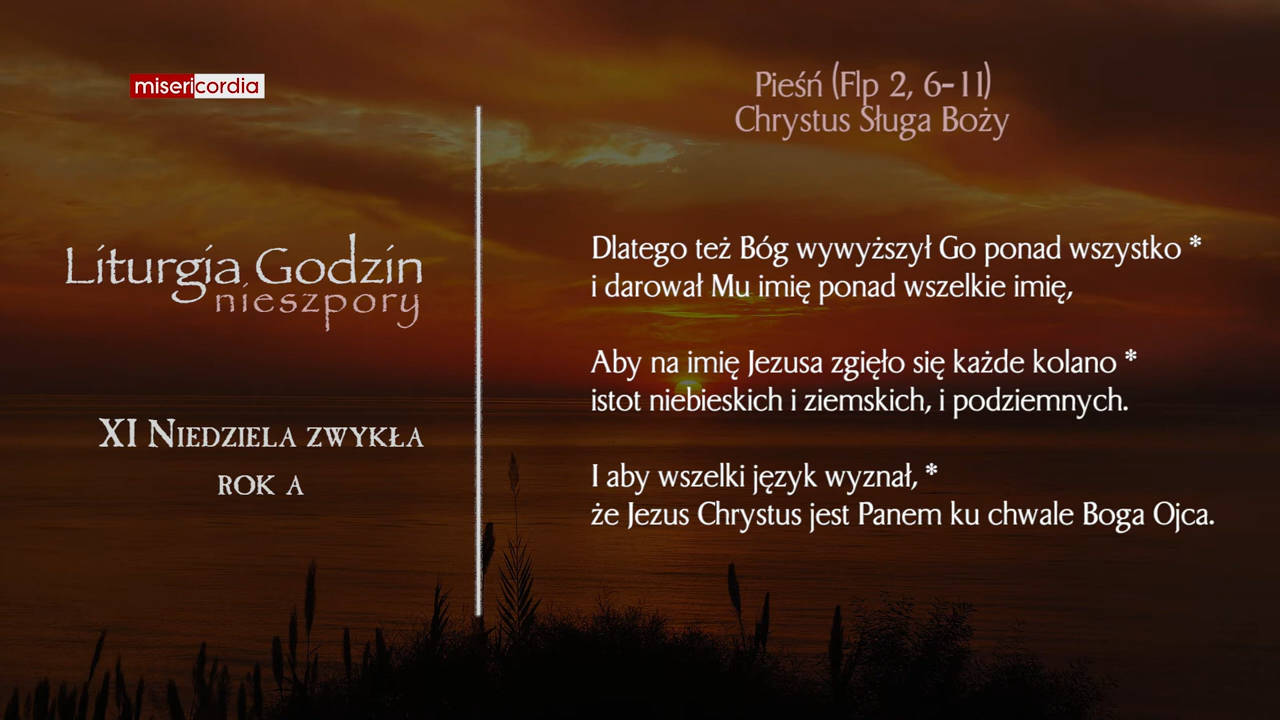 misericordia
Liturgia Godzin
nieszpory
XI Niedziela zwykła
rok A
Pieśń (Flp 2, 6-11)
Chrystus Sługa Boży
Dlatego też Bóg wywyższył Go ponad wszystko *
i darował Mu imię ponad wszelkie imię,
Aby na imię Jezusa zgięło się każde kolano *
istot niebieskich i ziemskich, i podziemnych.
I aby wszelki język wyznał, *
że Jezus Chrystus jest Panem ku chwale Boga Ojca.